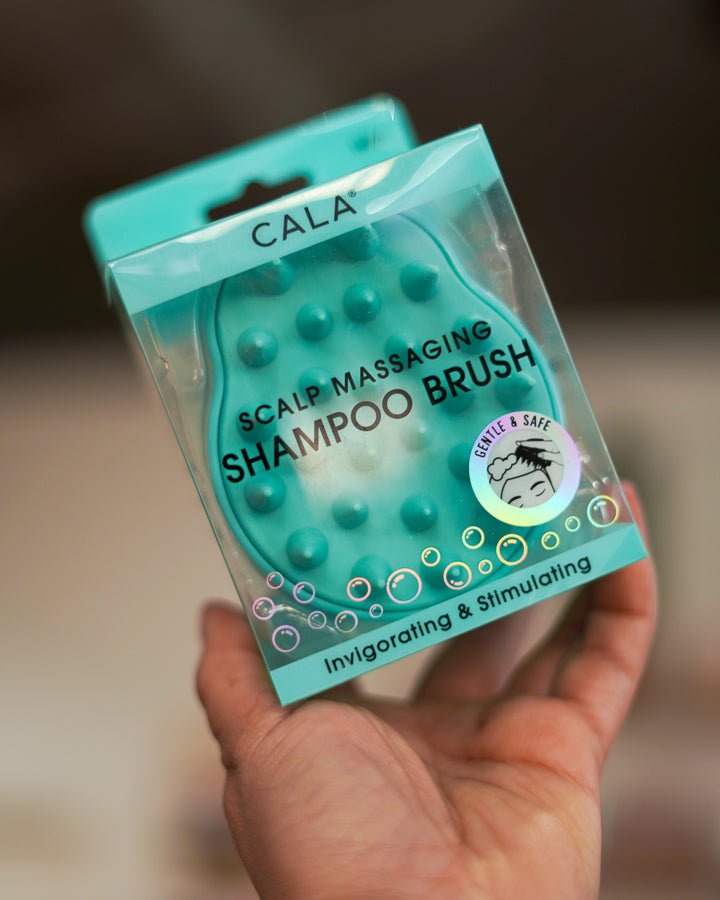 CALA®
SCALP MASSAGING
SHAMPOO BRUSH
GENTLE & SAFE
Invigorating & Stimulating